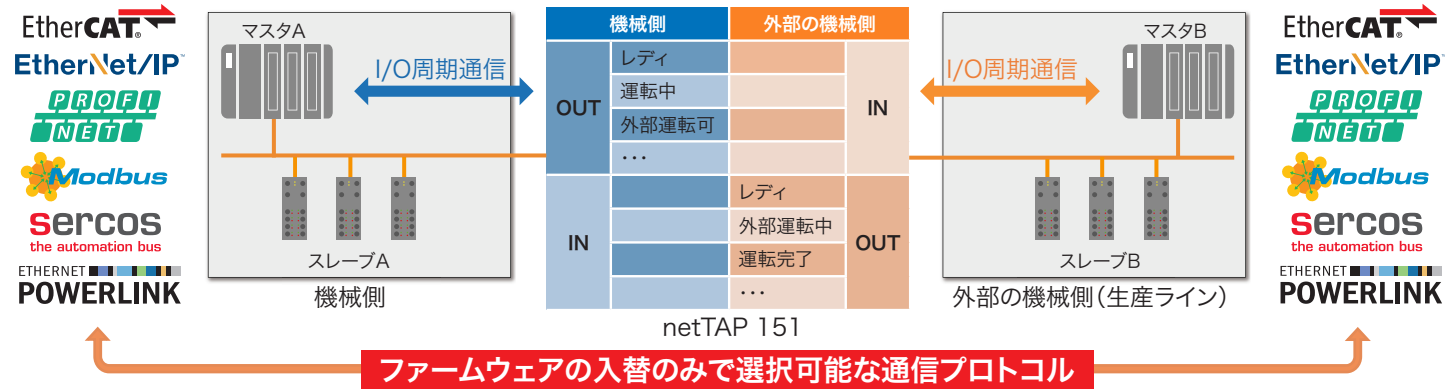 EtherCAT®
EtherNet/IP™
PROFI
NET
Modbus
sercos
the automation bus
ETHERNET
POWERLINK
マスタA
I/O周期通信
スレーブA
機械側
機械側 外部の機械側
OUT
レディ
運転中
外部運転可
・・・
IN
IN
レディ
外部運転中
運転完了
・・・
OUT
netTAP 151
マスタB
I/O周期通信
スレーブB
外部の機械側（生産ライン）
EtherCAT®
EtherNet/IP™
PROFI
NET
Modbus
sercos
the automation bus
ETHERNET
POWERLINK
ファームウェアの入替のみで選択可能な通信プロトコル